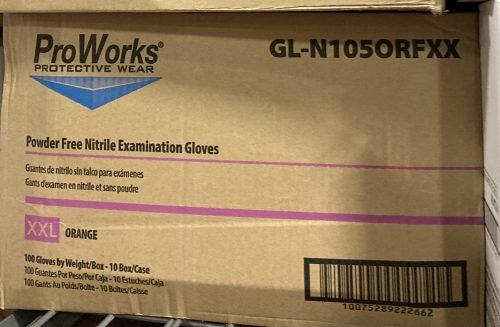 ProWorks®
PROTECTIVE WEAR
GL-N105ORFXX
Powder Free Nitrile Examination Gloves
Guantes de nitrilo sin talco para exámenes
Gants d'examen en nitrile et sans poudre
XXL ORANGE
100 Gloves by Weight/Box - 10 Box/Case
100 Guantes Por Peso/Por Caja - 10 Estuches/Caja
100 Gants Au Poids/Boîte - 10 Boîtes/Caisse
10075289222662